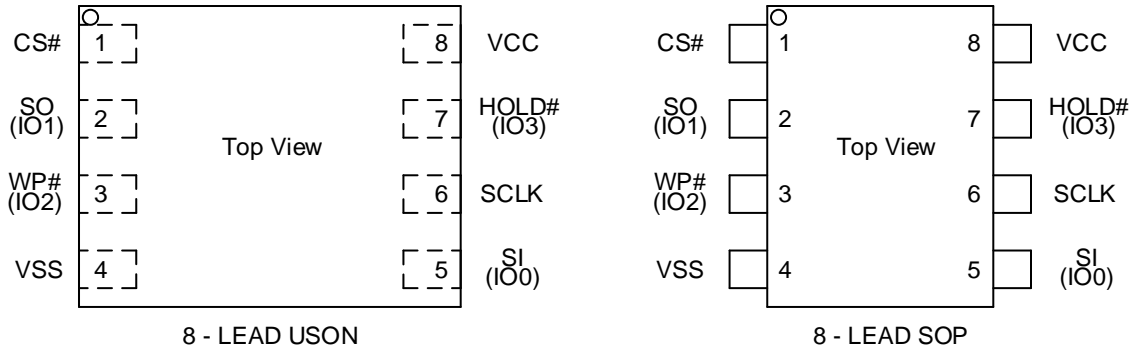 CS#
1
8
VCC
SO
(IO1)
2
7
HOLD#
(IO3)
Top View
WP#
(IO2)
3
6
SCLK
VSS
4
5
SI
(IO0)
8 - LEAD USON
CS#
1
8
VCC
SO
(IO1)
2
7
HOLD#
(IO3)
Top View
WP#
(IO2)
3
6
SCLK
VSS
4
5
SI
(IO0)
8 - LEAD SOP